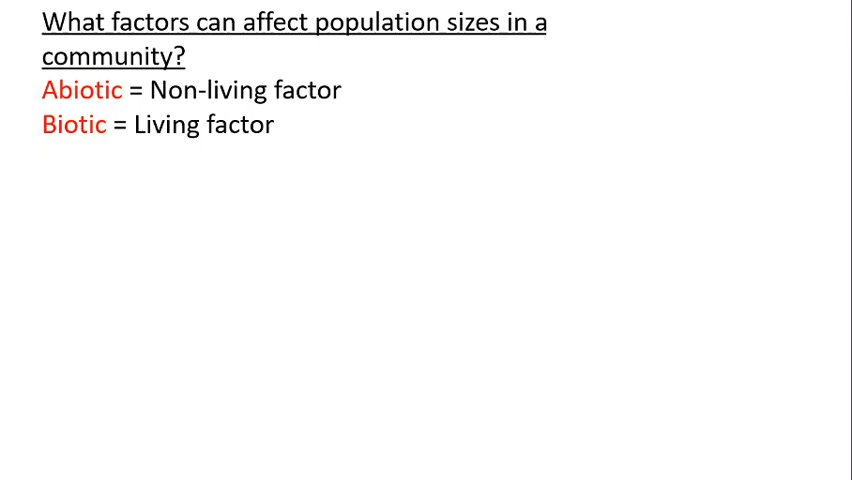 What factors can affect population sizes in a
community?
Abiotic = Non-living factor
Biotic = Living factor